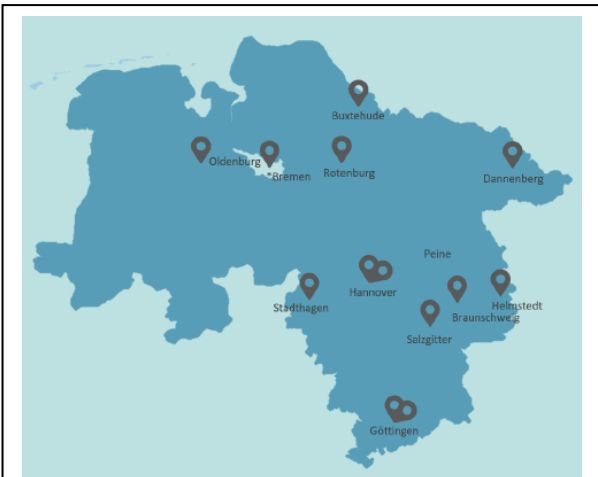 Buxtehude
Oldenburg
*Bremen
Rotenburg
Dannenberg
Peine
Hannover
Stadthagen
Helmstedt
Braunschweig
Salzgitter
Göttingen